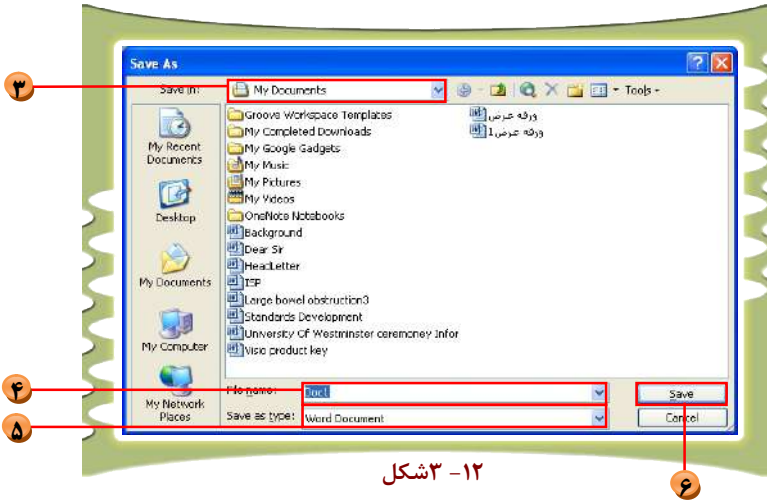 Save As
۳
Save in:
My Documents
Tools
My Recent
Documents
Desktop
My Documents
My Computer
My Network
Places
Groove Workspace Templates
My Completed Downloads
My Google Gadgets
My Music
My Pictures
My Videos
OneNote Notebooks
Background
Dear Sir
HeadLetter
ISP
Large bowel obstruction3
Standards Development
University Of Westminster ceremoney Infor
Visio product key
ورقه عرض
ورقه عرض1
۴
File name:
Doc1
Save
۵
Save as type:
Word Document
Cancel
۶
۱۲- ۳شکل